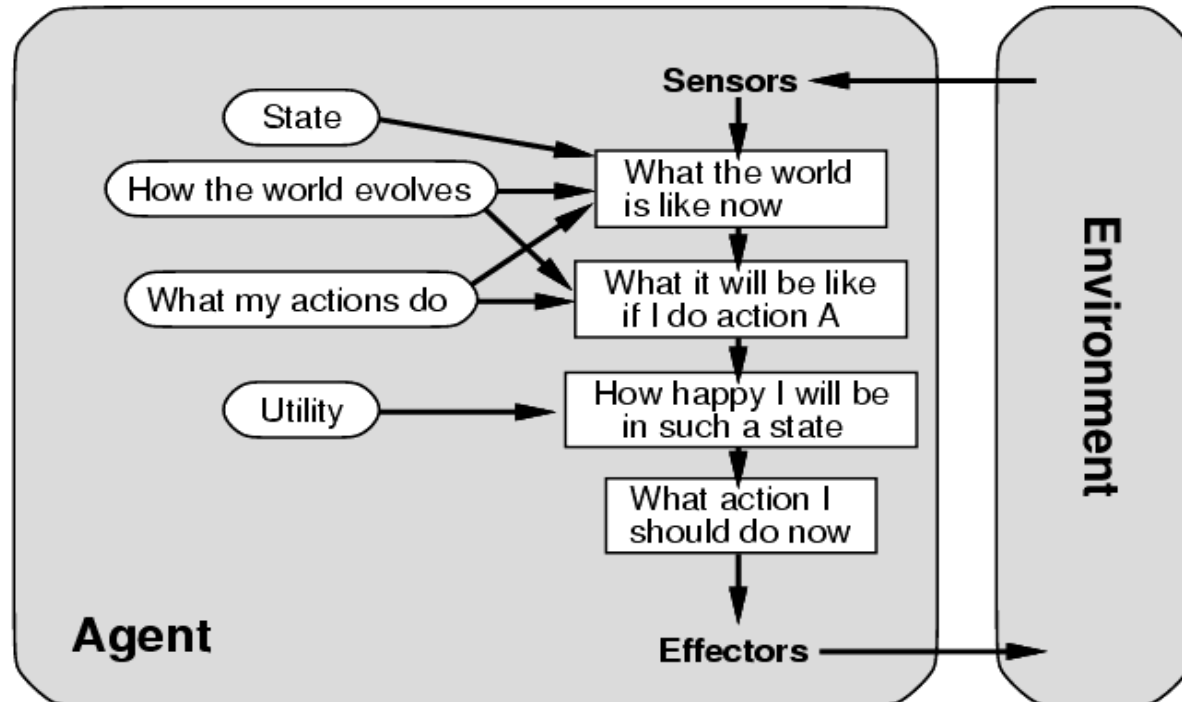 Sensors
State
What the world
is like now
How the world evolves
What it will be like
if I do action A
What my actions do
How happy I will be
in such a state
Utility
What action I
should do now
Effectors
Agent
Environment